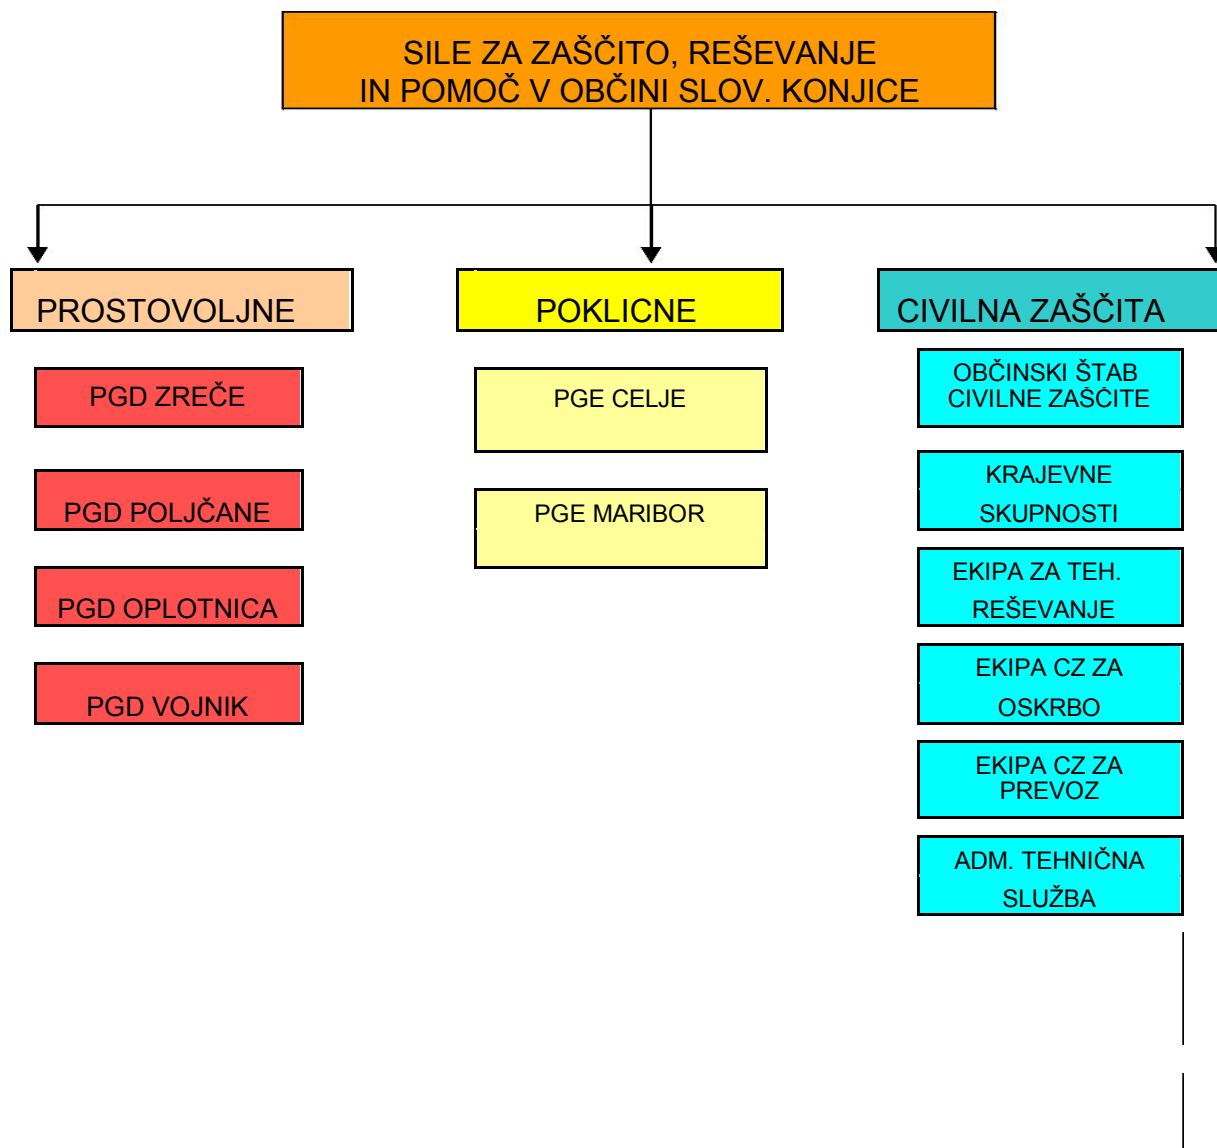 SILE ZA ZAŠČITO, REŠEVANJE
IN POMOČ V OBČINI SLOV. KONJICE
PROSTOVOLJNE
PGD ZREČE
PGD POLJČANE
PGD OPLOTNICA
PGD VOJNIK
POKLICNE
PGE CELJE
PGE MARIBOR
CIVILNA ZAŠČITA
OBČINSKI ŠTAB
CIVILNE ZAŠČITE
KRAJEVNE
SKUPNOSTI
EKIPA ZA TEH.
REŠEVANJE
EKIPA CZ ZA
OSKRBO
EKIPA CZ ZA
PREVOZ
ADM. TEHNIČNA
SLUŽBA